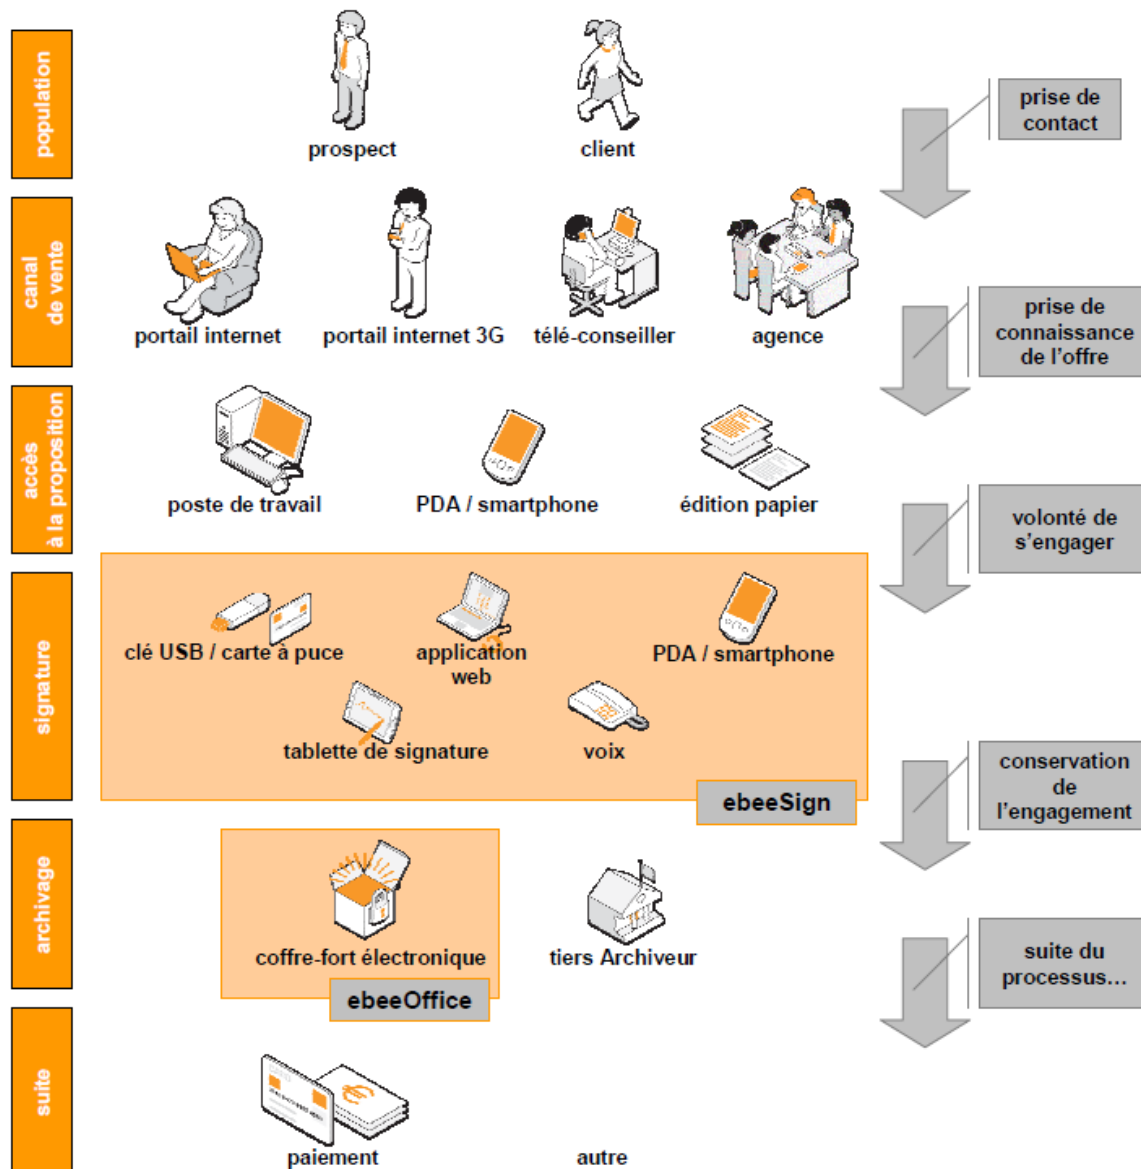 population
prospect
client
prise de
contact
canal
de vente
portail internet
portail internet 3G
télé-conseiller
agence
prise de
connaissance
de l'offre
accès
à la proposition
poste de travail
PDA / smartphone
édition papier
volonté de
s'engager
signature
clé USB / carte à puce
application
web
PDA / smartphone
tablette de signature
voix
ebeeSign
conservation
de
l'engagement
archivage
coffre-fort électronique
tiers Archiveur
ebeeOffice
suite du
processus…
suite
€
paiement
autre